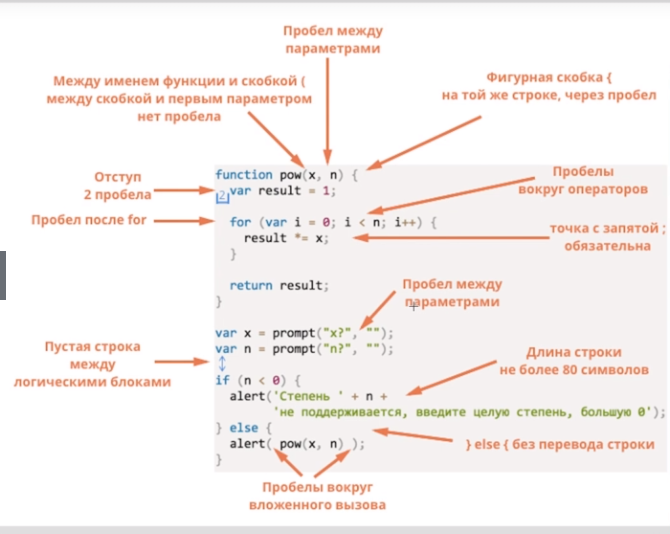 Пробел между
параметрами
Между именем функции и скобкой (
между скобкой и первым параметром
нет пробела
Фигурная скобка {
на той же строке, через пробел
Отступ
2 пробела
Пробел после for
Пробелы
вокруг операторов
точка с запятой ;
обязательна
function pow(x, n) {
2
var result = 1;
for (var i = 0; i < n; i++) {
result *= x;
}
return result;
}
Пробел между
параметрами
var x = prompt("x?", "");
var n = prompt("n?", "");
Пустая строка
между
логическими блоками
Длина строки
не более 80 символов
if (n < 0) {
alert('Степень ' + n +
'не поддерживается, введите целую степень, большую 0');
} else {
alert( pow(x, n) );
}
} else { без перевода строки
Пробелы вокруг
вложенного вызова